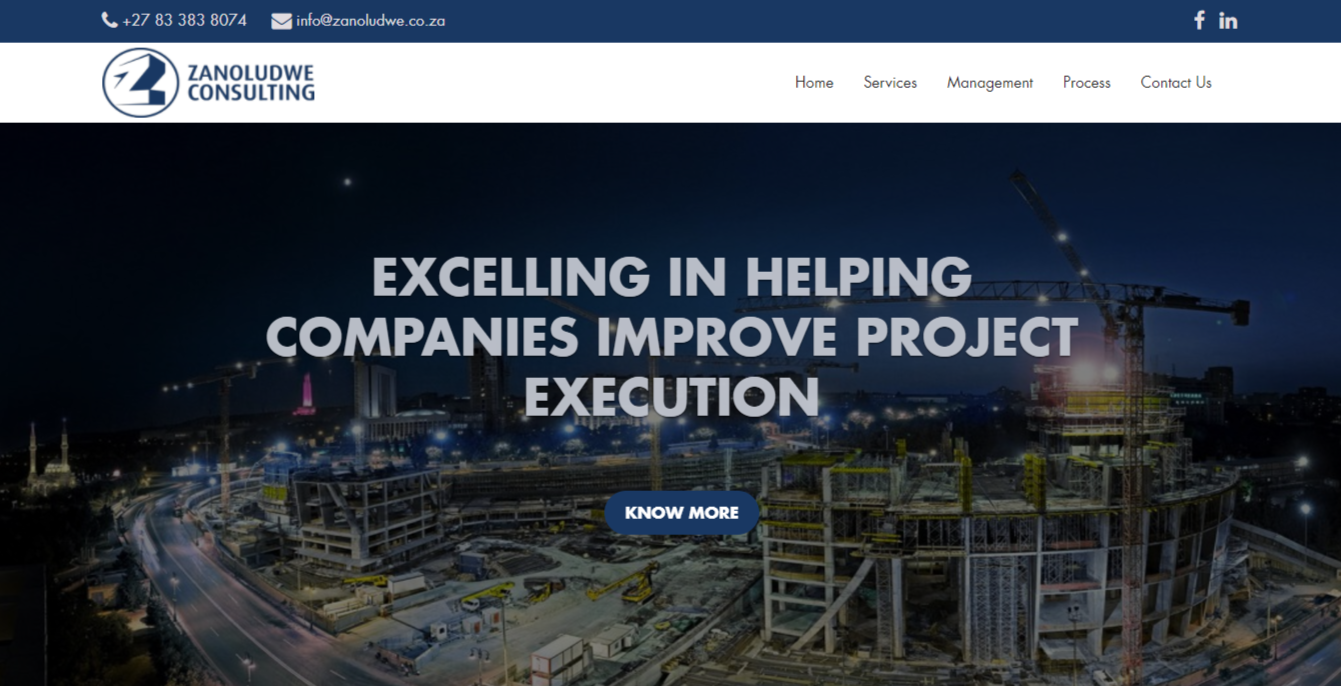 +27 83 383 8074 info@zanoludwe.co.za
ZANOLUDWE
CONSULTING
Home Services Management Process Contact Us
EXCELLING IN HELPING
COMPANIES IMPROVE PROJECT
EXECUTION
KNOW MORE